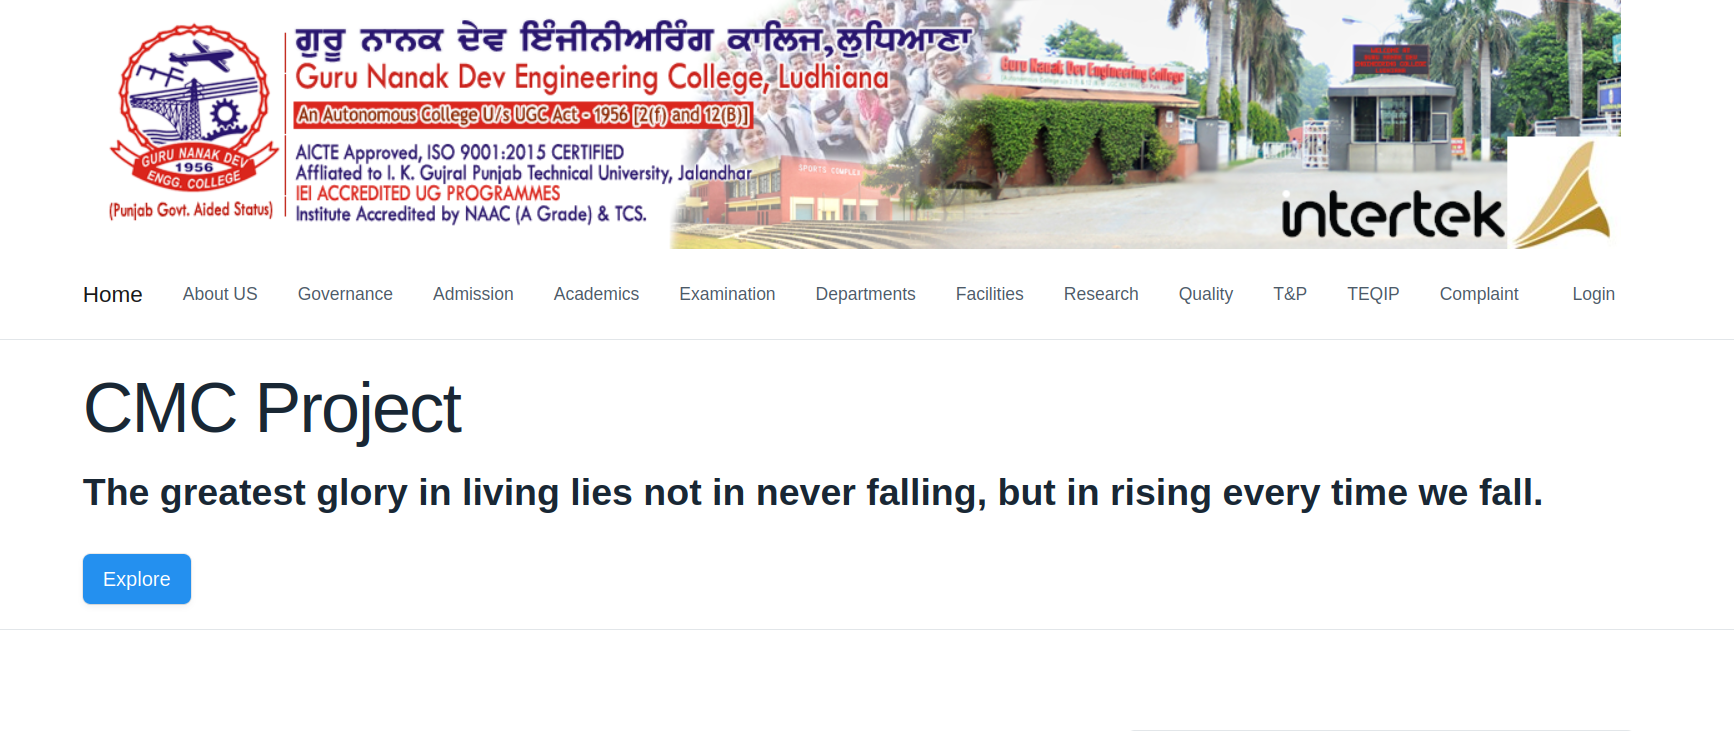 ਗੁਰੂ ਨਾਨਕ ਦੇਵ ਇੰਜੀਨੀਅਰਿੰਗ ਕਾਲਿਜ,ਲੁਧਿਆਣਾ
Guru Nanak Dev Engineering College, Ludhiana
An Autonomous College U/s UGC Act - 1956 [2(f) and 12(B)]
AICTE Approved, ISO 9001:2015 CERTIFIED
Affliated to I. K. Gujral Punjab Technical University, Jalandhar
IEI ACCREDITED UG PROGRAMMES
Institute Accredited by NAAC (A Grade) & TCS.
GURU NANAK DEV
1956
ENGG. COLLEGE
(Punjab Govt. Aided Status)
SPORTS COMPLEX
Guru Nanak Dev Engineering College
intertek
Home About US Governance Admission Academics Examination Departments Facilities Research Quality T&P TEQIP Complaint Login
CMC Project
The greatest glory in living lies not in never falling, but in rising every time we fall.
Explore